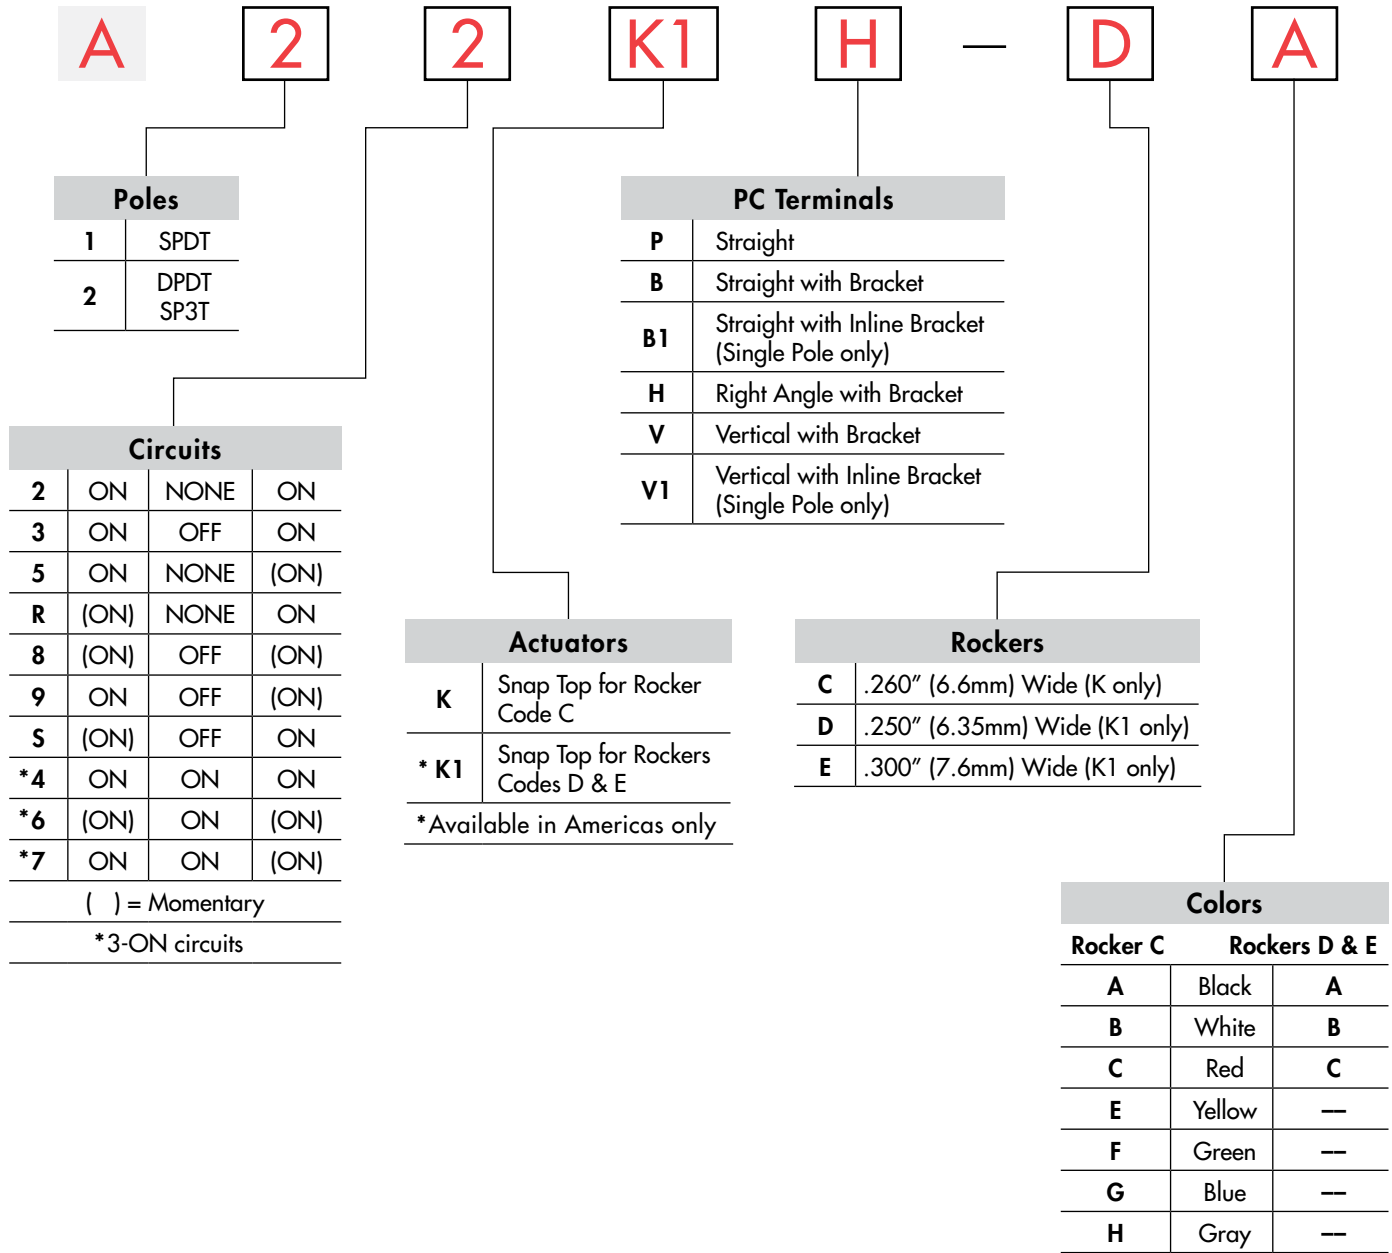 A 2 2 K1 H — D A
Poles
1 SPDT
2 DPDT
SP3T
PC Terminals
P Straight
B Straight with Bracket
B1 Straight with Inline Bracket
(Single Pole only)
H Right Angle with Bracket
V Vertical with Bracket
V1 Vertical with Inline Bracket
(Single Pole only)
Circuits
2 ON NONE ON
3 ON OFF ON
5 ON NONE (ON)
R (ON) NONE ON
8 (ON) OFF (ON)
9 ON OFF (ON)
S (ON) OFF ON
*4 ON ON ON
*6 (ON) ON (ON)
*7 ON ON (ON)
( ) = Momentary
*3-ON circuits
Actuators
K Snap Top for Rocker
Code C
* K1 Snap Top for Rockers
Codes D & E
*Available in Americas only
Rockers
C .260" (6.6mm) Wide (K only)
D .250" (6.35mm) Wide (K1 only)
E .300" (7.6mm) Wide (K1 only)
Colors
Rocker C Rockers D & E
A Black A
B White B
C Red C
E Yellow —
F Green —
G Blue —
H Gray —